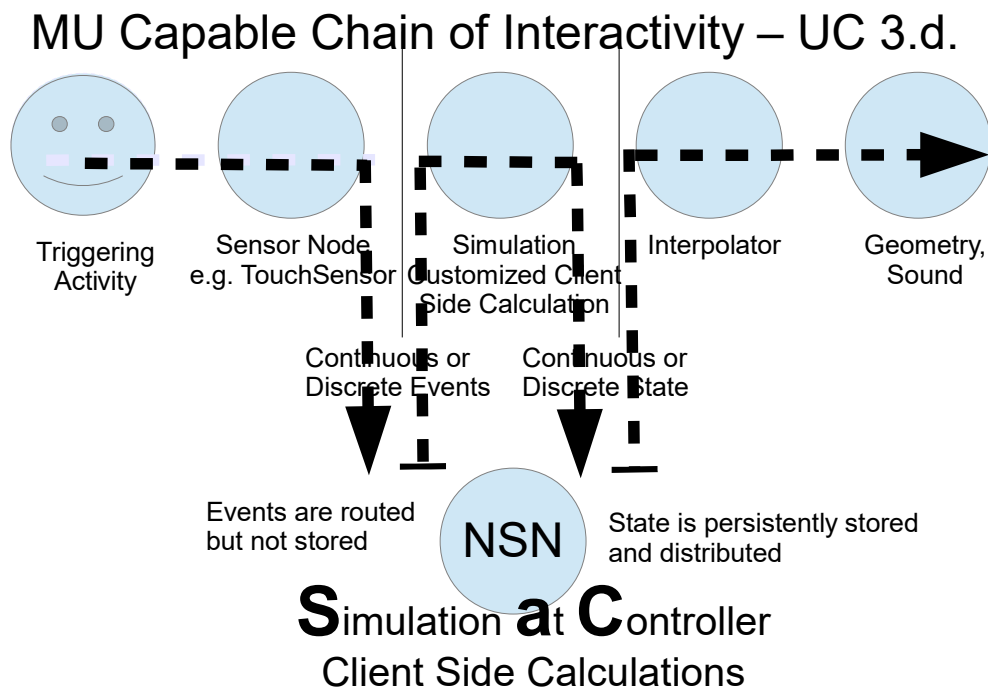 MU Capable Chain of Interactivity – UC 3.d.
Triggering
Activity
Sensor Node
e.g. TouchSensor
Simulation
Customized Client
Side Calculation
Interpolator
Geometry,
Sound
Continuous or
Discrete Events
Continuous or
Discrete State
Events are routed
but not stored
NSN
State is persistently stored
and distributed
Simulation at Controller
Client Side Calculations